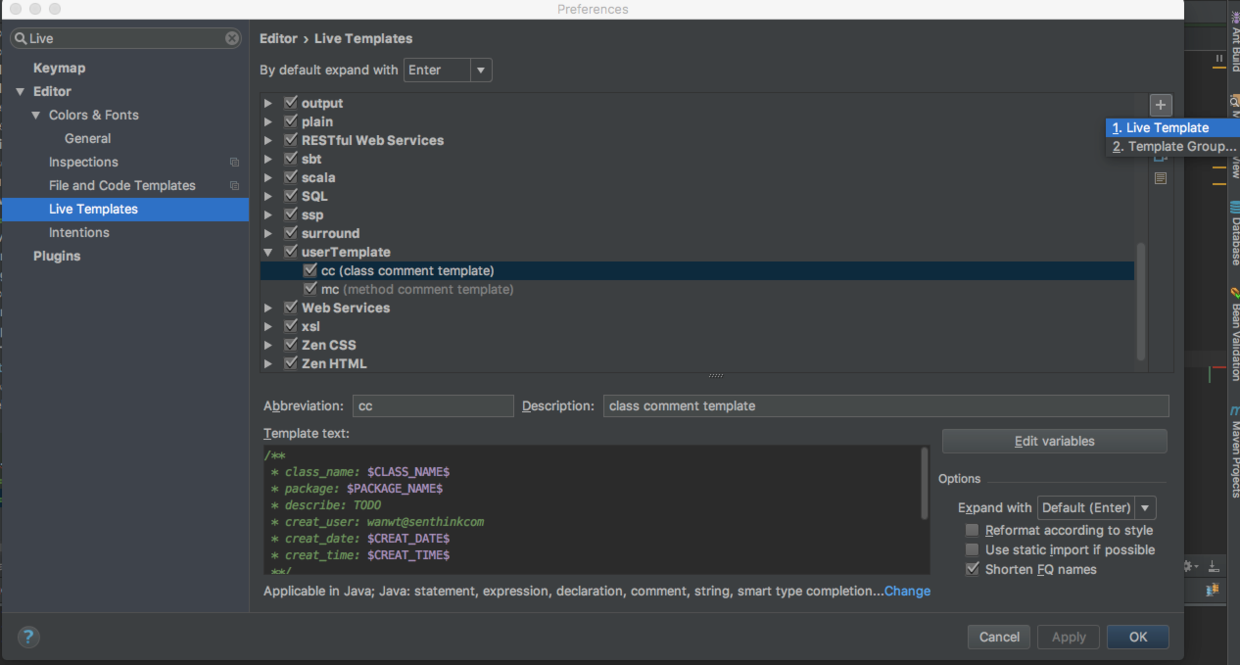 Preferences
Live
Keymap
Editor
Colors & Fonts
General
Inspections
File and Code Templates
Live Templates
Intentions
Plugins
Editor › Live Templates
By default expand with Enter
output
plain
RESTful Web Services
sbt
scala
SQL
ssp
surround
userTemplate
cc (class comment template)
mc (method comment template)
Web Services
xsl
Zen CSS
Zen HTML
+
1. Live Template
2. Template Group...
Abbreviation: cc Description: class comment template
Template text:
/**
* class_name: $CLASS_NAME$
* package: $PACKAGE_NAME$
* describe: TODO
* creat_user: wanwt@senthinkcom
* creat_date: $CREAT_DATE$
* creat_time: $CREAT_TIME$
**/
Edit variables
Options
Expand with Default (Enter)
Reformat according to style
Use static import if possible
Shorten FQ names
Applicable in Java; Java: statement, expression, declaration, comment, string, smart type completion...Change
?
Cancel
Apply
OK
Ant Build
View
Database
Bean Validation
Maven Projects